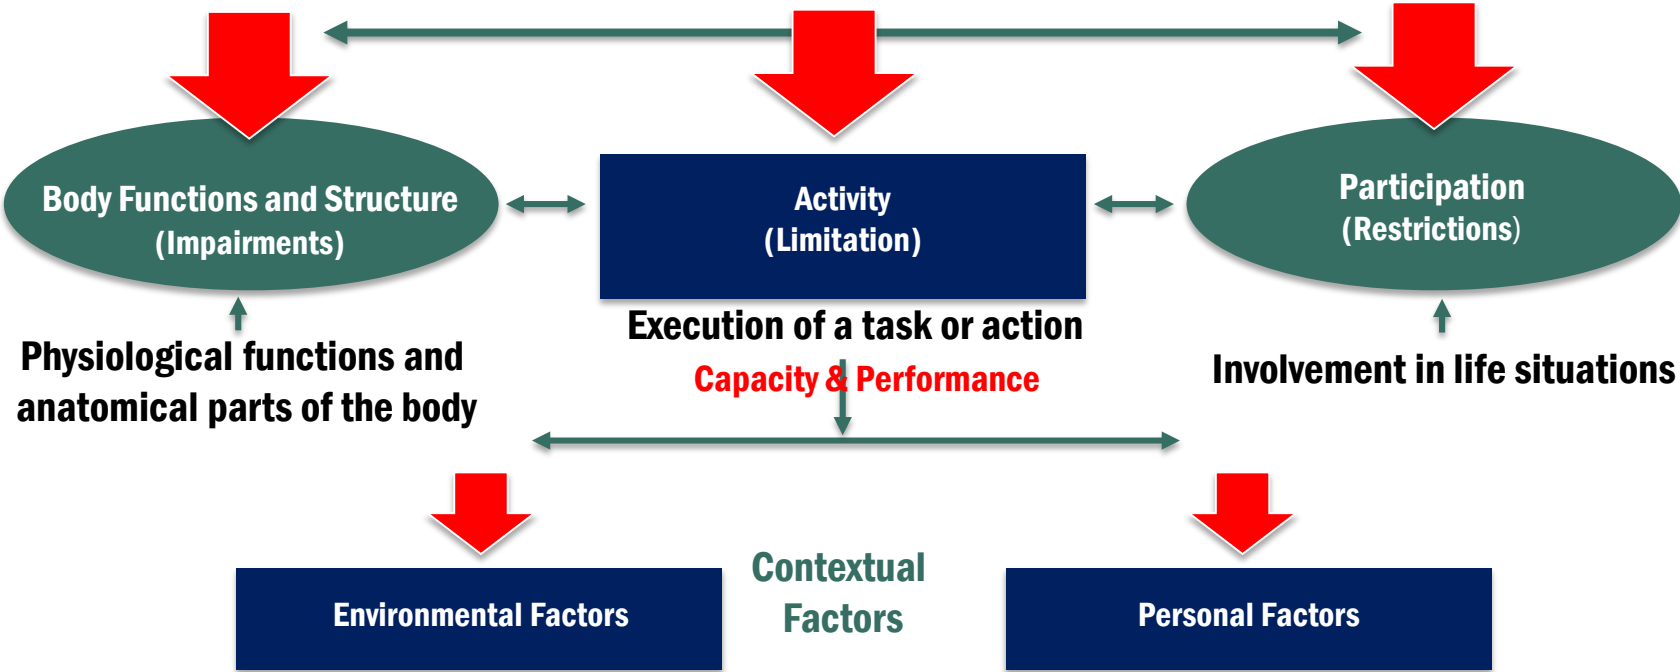 Body Functions and Structure
(Impairments)
Activity
(Limitation)
Participation
(Restrictions)
Physiological functions and
anatomical parts of the body
Execution of a task or action
Capacity & Performance
Involvement in life situations
Environmental Factors
Contextual
Factors
Personal Factors